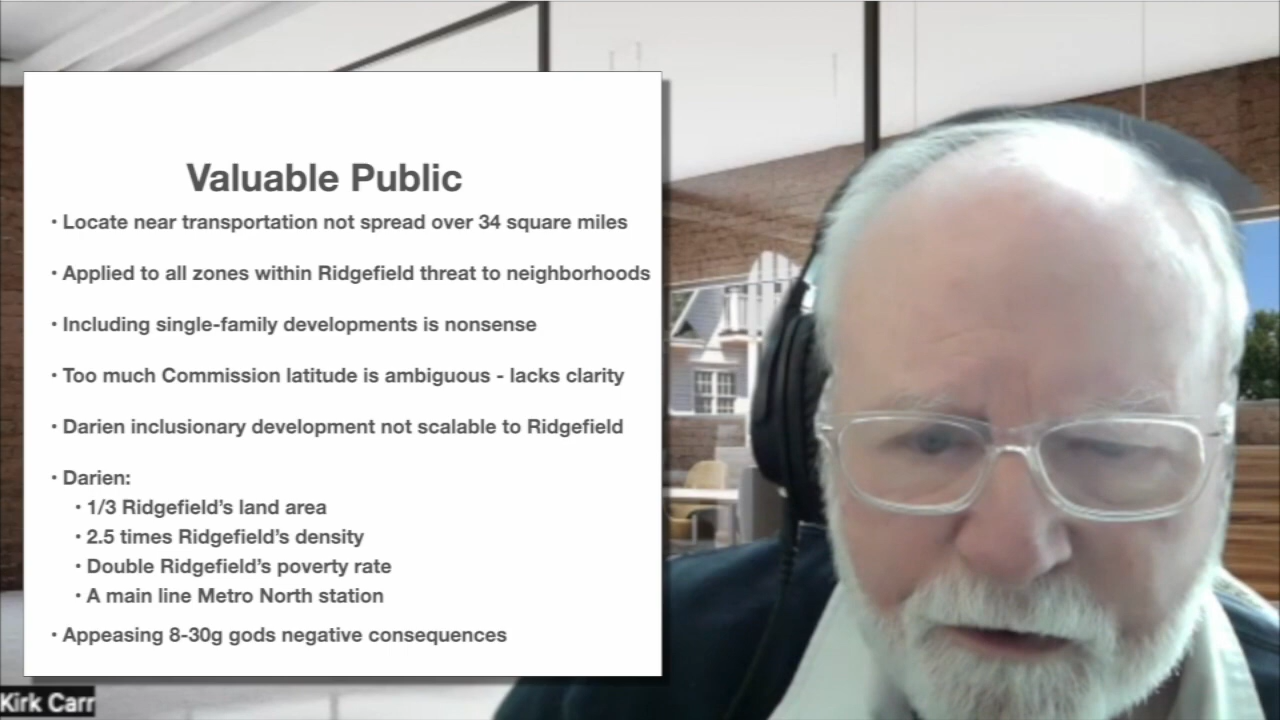 Valuable Public
• Locate near transportation not spread over 34 square miles
• Applied to all zones within Ridgefield threat to neighborhoods
• Including single-family developments is nonsense
• Too much Commission latitude is ambiguous - lacks clarity
• Darien inclusionary development not scalable to Ridgefield
• Darien:
• 1/3 Ridgefield's land area
• 2.5 times Ridgefield's density
• Double Ridgefield's poverty rate
• A main line Metro North station
• Appeasing 8-30g gods negative consequences
Kirk Carr